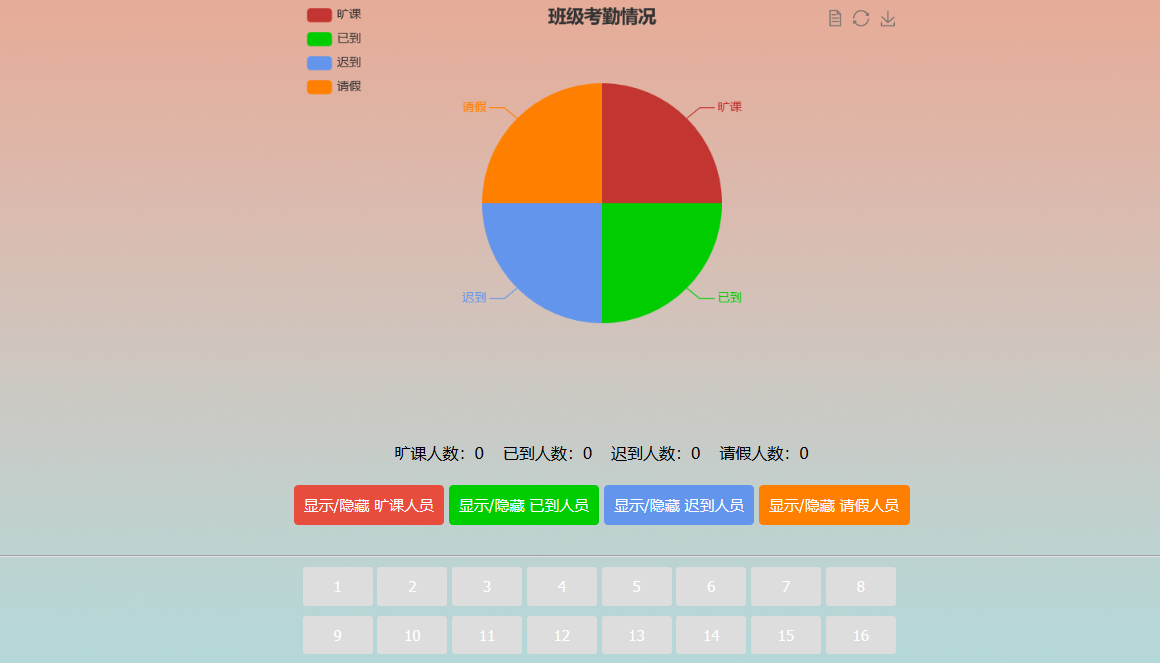 班级考勤情况
旷课
已到
迟到
请假
请假
旷课
迟到
已到
旷课人数：0 已到人数：0 迟到人数：0 请假人数：0
显示/隐藏 旷课人员 显示/隐藏 已到人员 显示/隐藏 迟到人员 显示/隐藏 请假人员
1 2 3 4 5 6 7 8
9 10 11 12 13 14 15 16